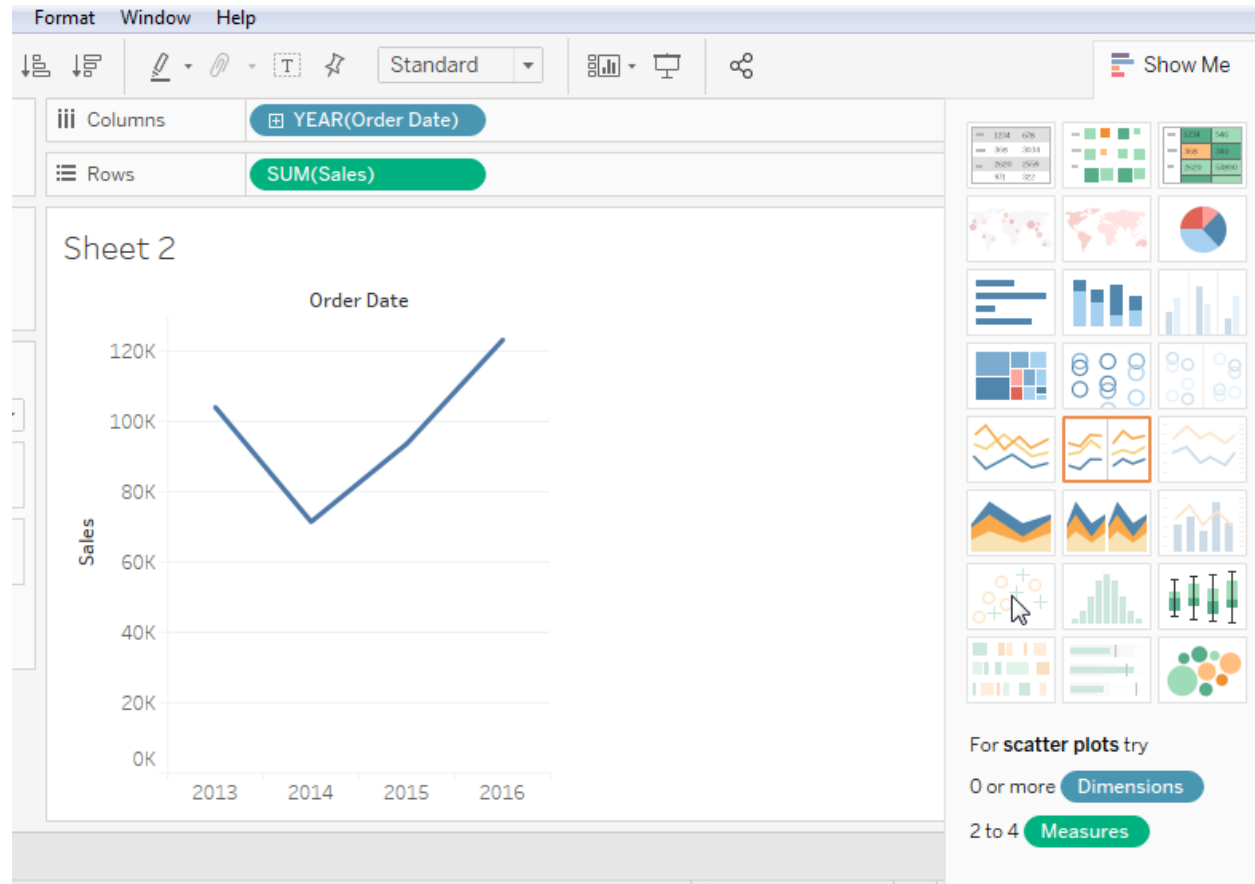 Format Window Help
Standard
Show Me
Columns
YEAR(Order Date)
Rows
SUM(Sales)
Sheet 2
Order Date
120K
100K
80K
60K
40K
20K
0K
Sales
2013 2014 2015 2016
For scatter plots try
0 or more Dimensions
2 to 4 Measures